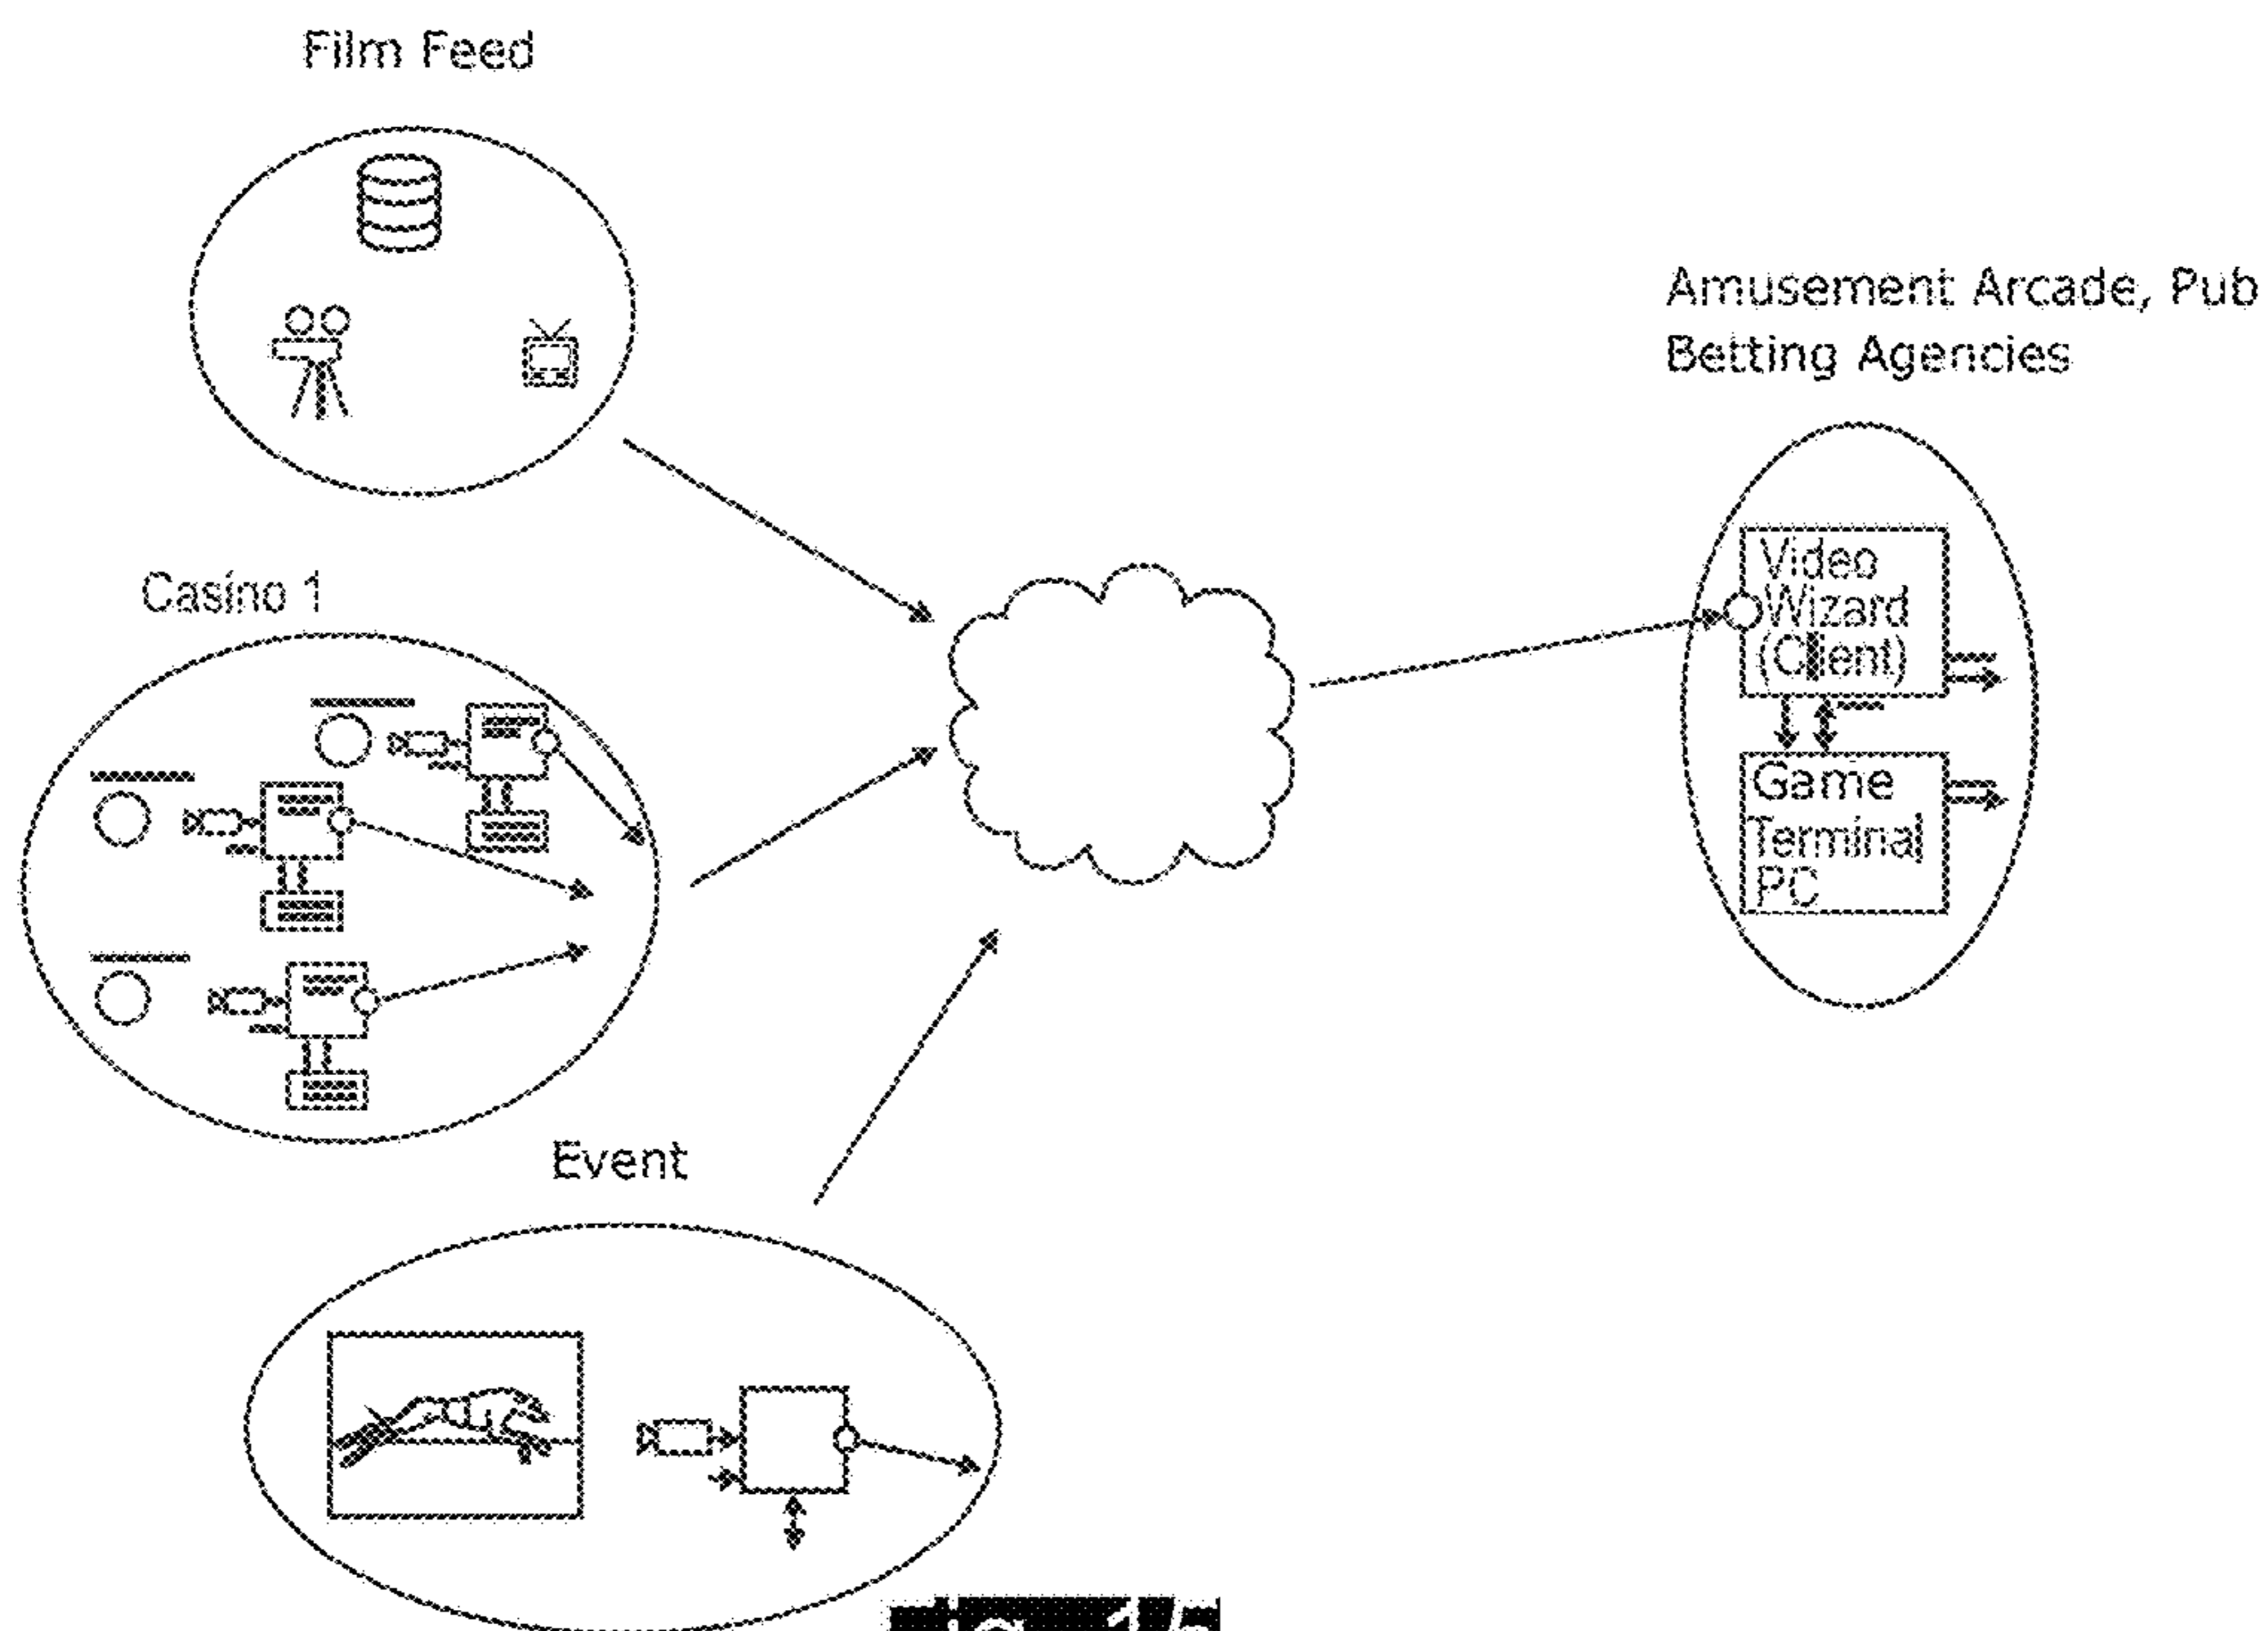 Film Feed
Amusement Arcade, Pub
Betting Agencies
Casino 1
Video
Wizard
(Client)
Game
Terminal
PC
Event